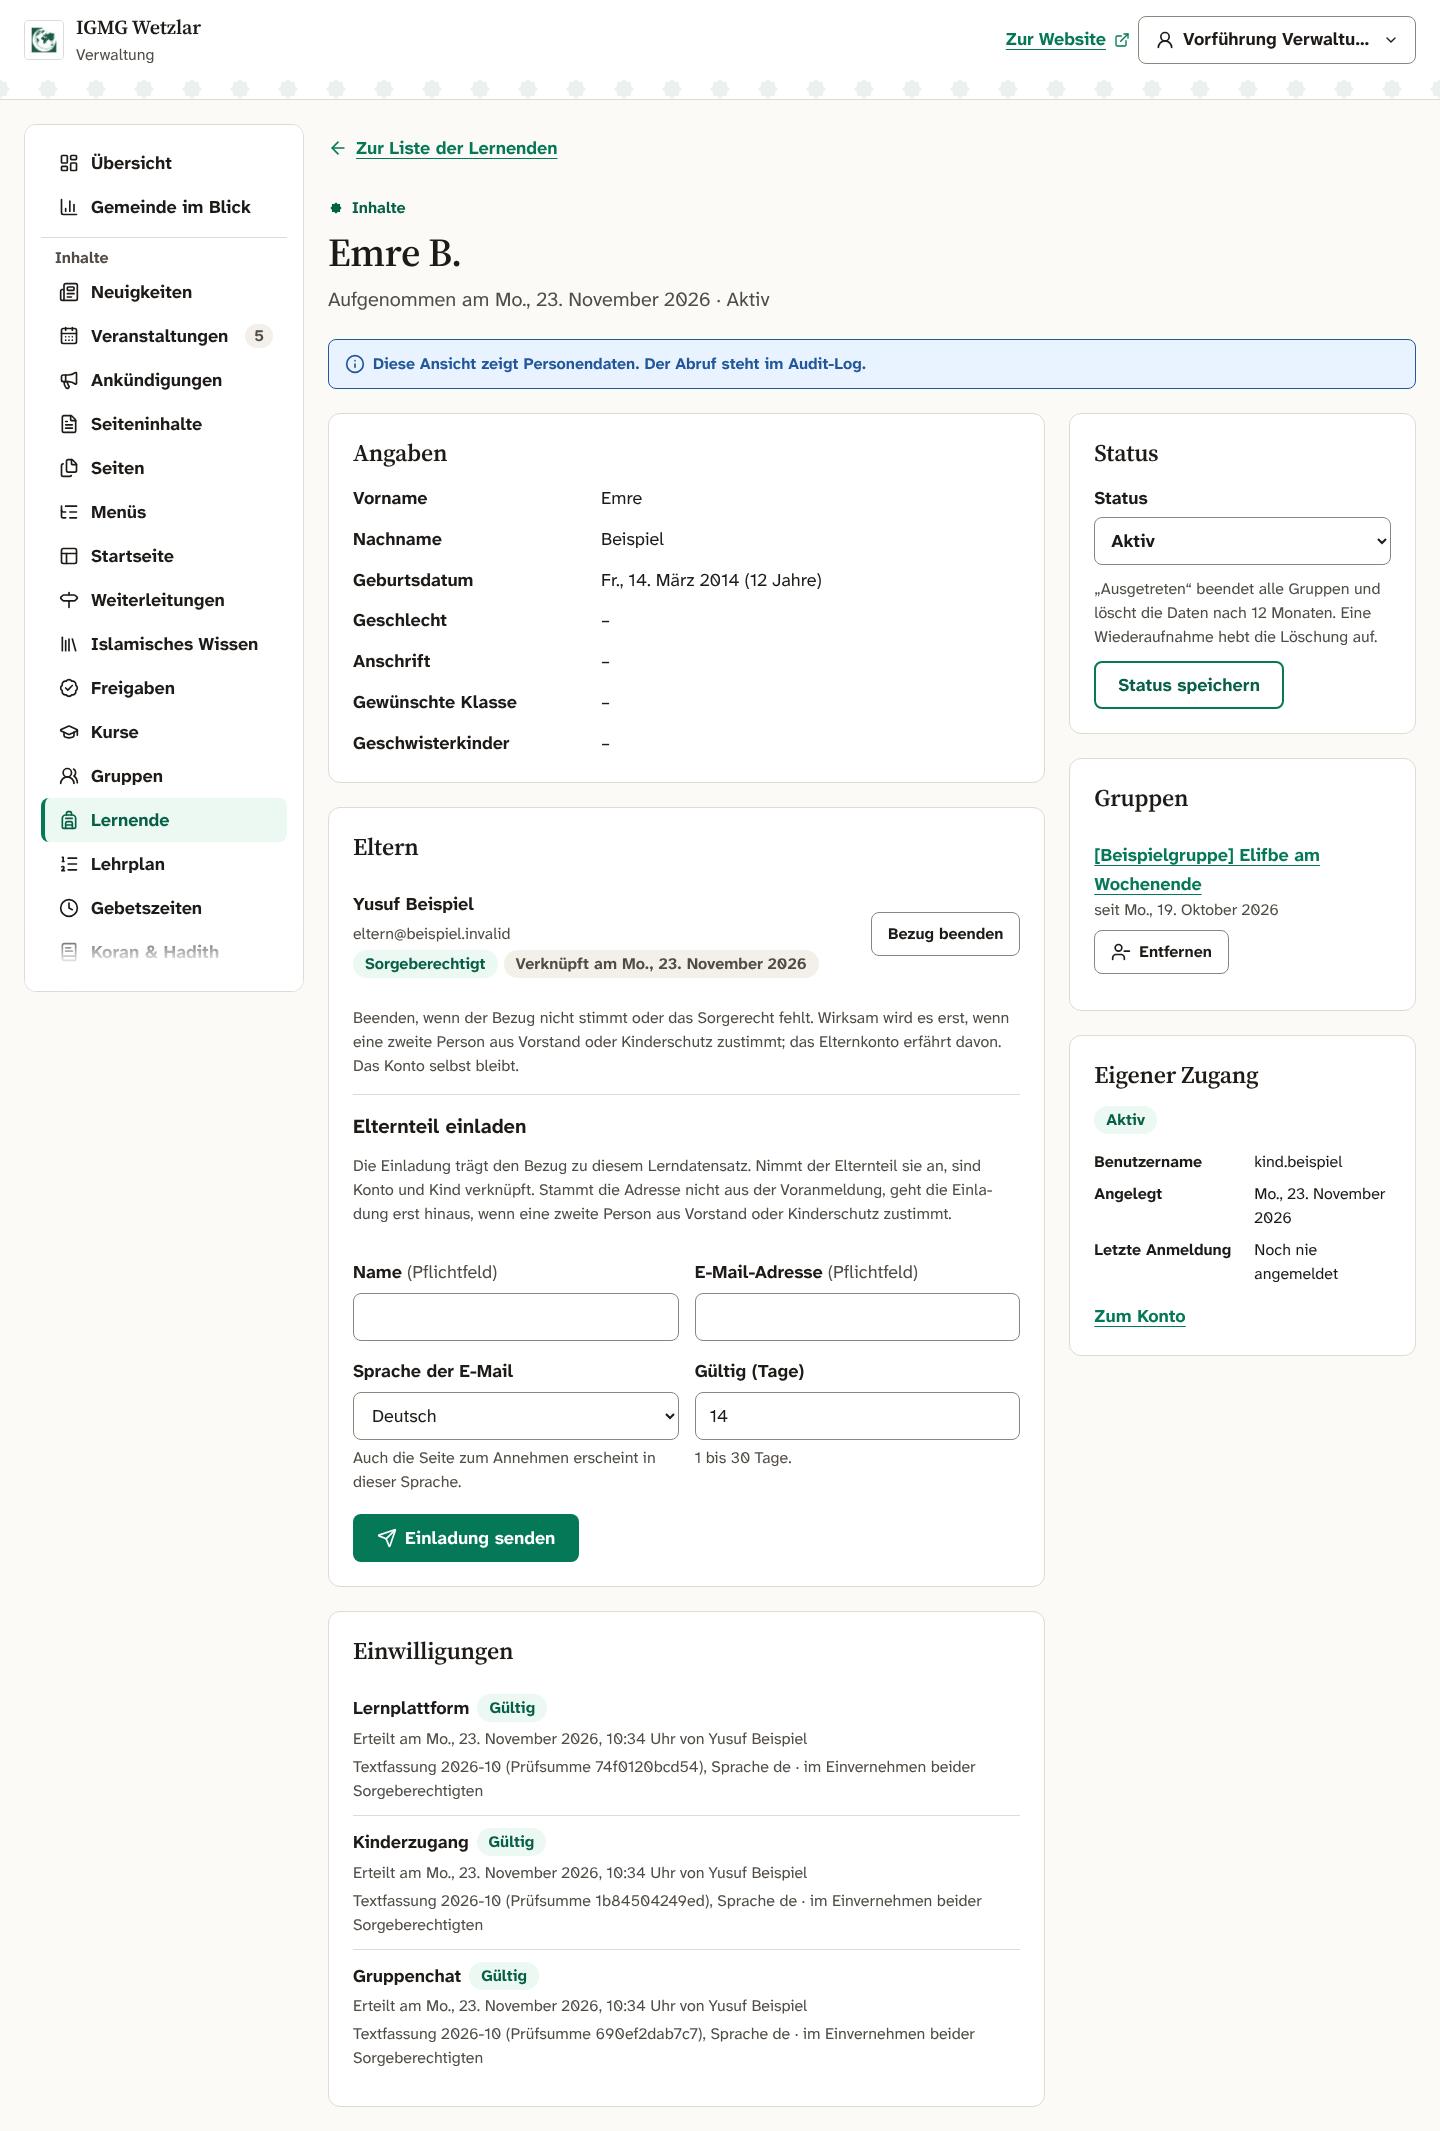 IGMG Wetzlar
Verwaltung
Zur Website
Vorführung Verwaltu...
Übersicht
Gemeinde im Blick
Inhalte
Neuigkeiten
Veranstaltungen 5
Ankündigungen
Seiteninhalte
Seiten
Menüs
Startseite
Weiterleitungen
Islamisches Wissen
Freigaben
Kurse
Gruppen
Lernende
Lehrplan
Gebetszeiten
Koran & Hadith
Zur Liste der Lernenden
Inhalte
Emre B.
Aufgenommen am Mo., 23. November 2026 · Aktiv
Diese Ansicht zeigt Personendaten. Der Abruf steht im Audit-Log.
Angaben
Vorname Emre
Nachname Beispiel
Geburtsdatum Fr., 14. März 2014 (12 Jahre)
Geschlecht –
Anschrift –
Gewünschte Klasse –
Geschwisterkinder –
Eltern
Yusuf Beispiel
eltern@beispiel.invalid
Sorgeberechtigt Verknüpft am Mo., 23. November 2026
Bezug beenden
Beenden, wenn der Bezug nicht stimmt oder das Sorgerecht fehlt. Wirksam wird es erst, wenn
eine zweite Person aus Vorstand oder Kinderschutz zustimmt; das Elternkonto erfährt davon.
Das Konto selbst bleibt.
Elternteil einladen
Die Einladung trägt den Bezug zu diesem Lerndatensatz. Nimmt der Elternteil sie an, sind
Konto und Kind verknüpft. Stammt die Adresse nicht aus der Voranmeldung, geht die Einla-
dung erst hinaus, wenn eine zweite Person aus Vorstand oder Kinderschutz zustimmt.
Name (Pflichtfeld)
E-Mail-Adresse (Pflichtfeld)
Sprache der E-Mail
Deutsch
Auch die Seite zum Annehmen erscheint in
dieser Sprache.
Gültig (Tage)
14
1 bis 30 Tage.
Einladung senden
Einwilligungen
Lernplattform Gültig
Erteilt am Mo., 23. November 2026, 10:34 Uhr von Yusuf Beispiel
Textfassung 2026-10 (Prüfsumme 74f0120bcd54), Sprache de · im Einvernehmen beider
Sorgeberechtigten
Kinderzugang Gültig
Erteilt am Mo., 23. November 2026, 10:34 Uhr von Yusuf Beispiel
Textfassung 2026-10 (Prüfsumme 1b84504249ed), Sprache de · im Einvernehmen beider
Sorgeberechtigten
Gruppenchat Gültig
Erteilt am Mo., 23. November 2026, 10:34 Uhr von Yusuf Beispiel
Textfassung 2026-10 (Prüfsumme 690ef2dab7c7), Sprache de · im Einvernehmen beider
Sorgeberechtigten
Status
Status
Aktiv
„Ausgetreten“ beendet alle Gruppen und
löscht die Daten nach 12 Monaten. Eine
Wiederaufnahme hebt die Löschung auf.
Status speichern
Gruppen
[Beispielgruppe] Elifbe am
Wochenende
seit Mo., 19. Oktober 2026
Entfernen
Eigener Zugang
Aktiv
Benutzername kind.beispiel
Angelegt Mo., 23. November
2026
Letzte Anmeldung Noch nie
angemeldet
Zum Konto